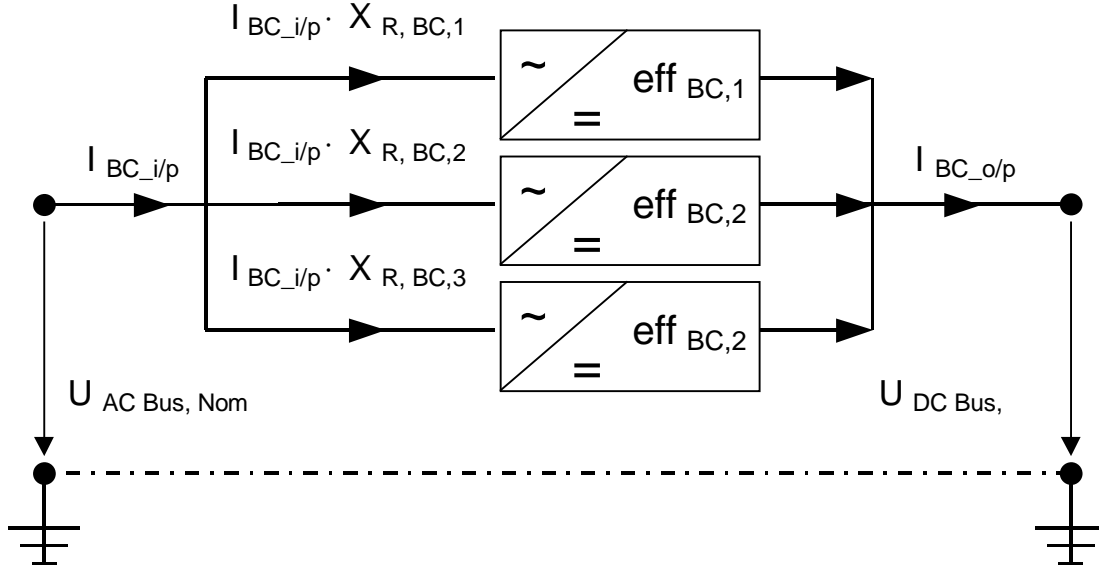 I BC_i/p · X R, BC,1
~ = eff BC,1
I BC_i/p · X R, BC,2
I BC_i/p
~ = eff BC,2
I BC_o/p
I BC_i/p · X R, BC,3
~ = eff BC,2
U AC Bus, Nom
U DC Bus,